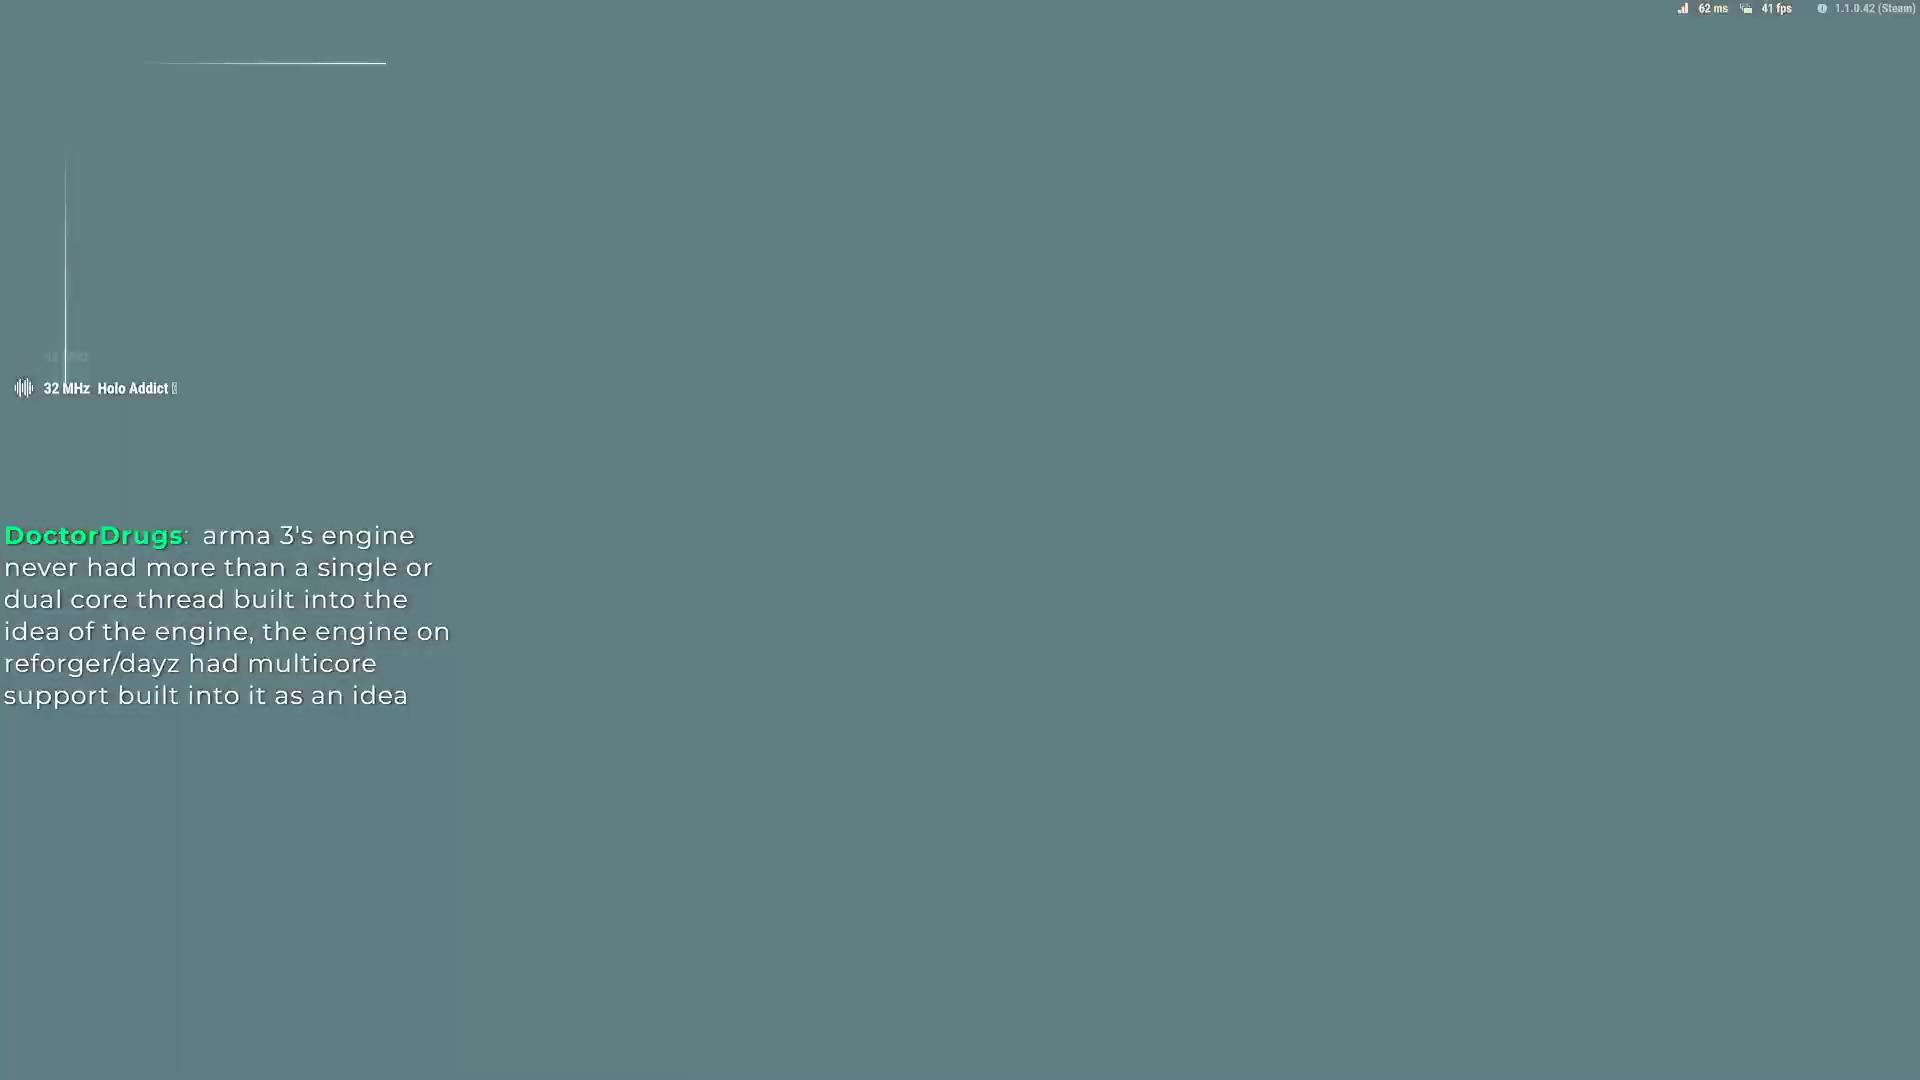 62 ms 41 fps 1.1.0.42 (Steam)
32 MHz Holo Addict
DoctorDrugs: arma 3's engine
never had more than a single or
dual core thread built into the
idea of the engine, the engine on
reforger/dayz had multicore
support built into it as an idea